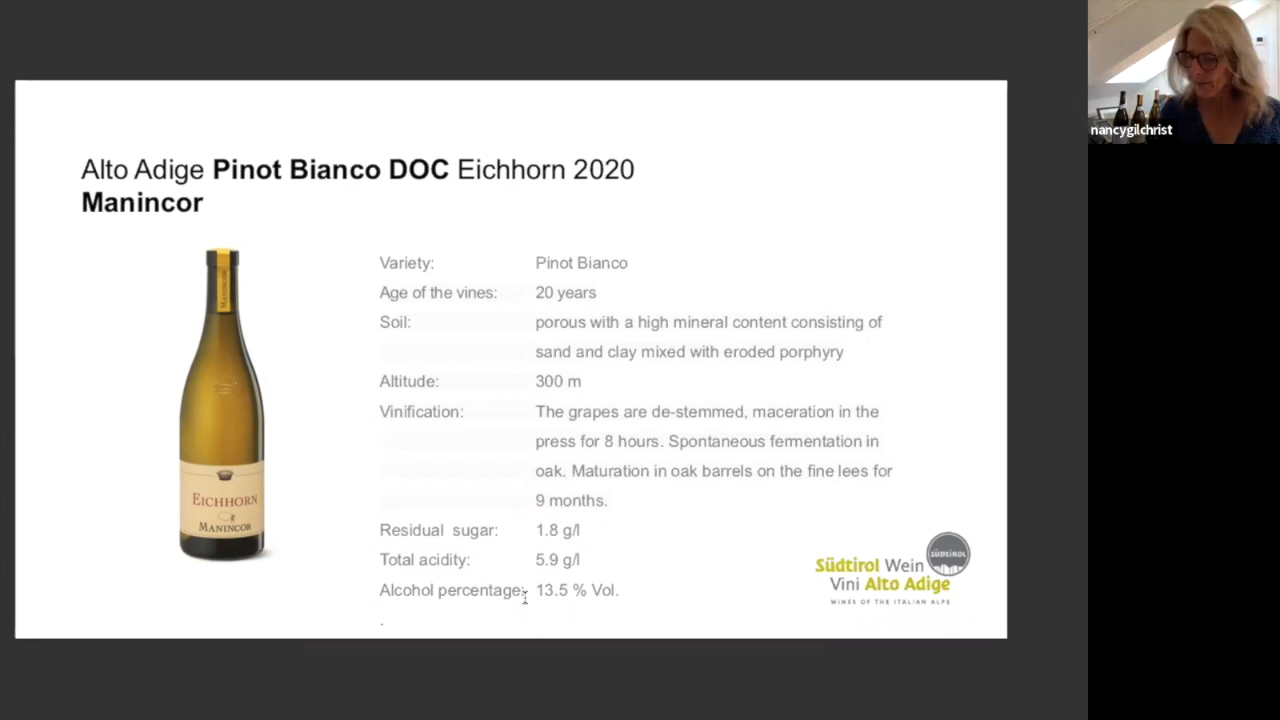 Alto Adige Pinot Bianco DOC Eichhorn 2020
Manincor
Variety: Pinot Bianco
Age of the vines: 20 years
Soil: porous with a high mineral content consisting of
sand and clay mixed with eroded porphyry
Altitude: 300 m
Vinification: The grapes are de-stemmed, maceration in the
press for 8 hours. Spontaneous fermentation in
oak. Maturation in oak barrels on the fine lees for
9 months.
Residual sugar: 1.8 g/l
Total acidity: 5.9 g/l
Alcohol percentage: 13.5 % Vol.
.
MANINCOR
EICHHORN
MANINCOR
SÜDTIROL
Südtirol Wein
Vini Alto Adige
WINES OF THE ITALIAN ALPS
nancygilchrist